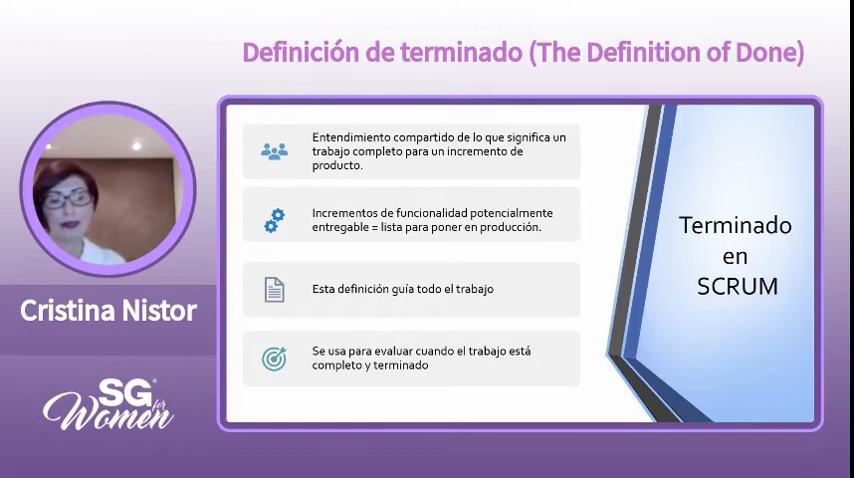 Definición de terminado (The Definition of Done)
Entendimiento compartido de lo que significa un
trabajo completo para un incremento de
producto.
Incrementos de funcionalidad potencialmente
entregable = lista para poner en producción.
Esta definición guía todo el trabajo
Se usa para evaluar cuando el trabajo está
completo y terminado
Terminado
en
SCRUM
Cristina Nistor
SG
for
Women